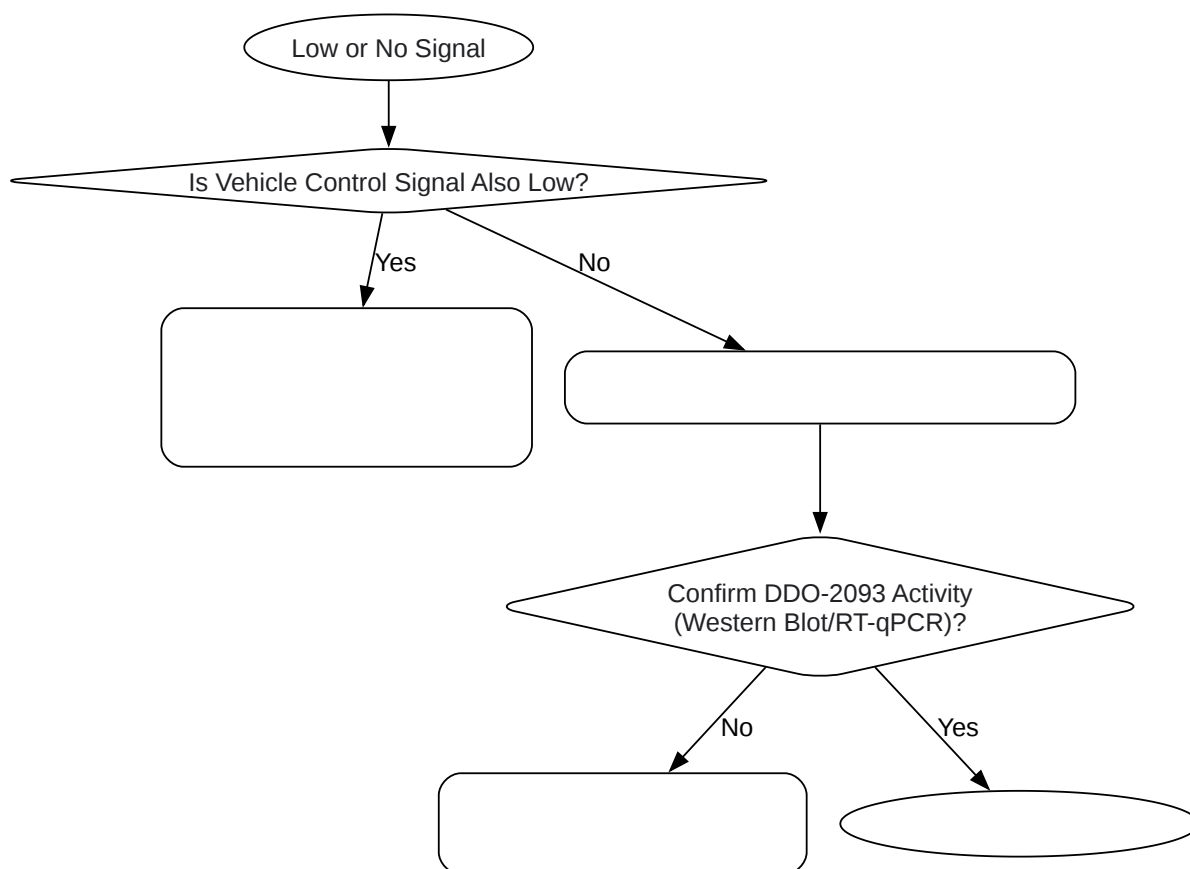 Low or No Signal
Is Vehicle Control Signal Also Low?
Yes
No
Confirm DDO-2093 Activity
(Western Blot/RT-qPCR)?
No
Yes